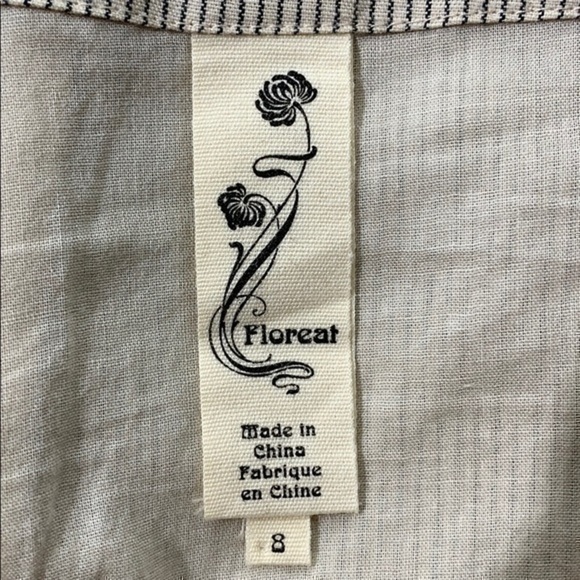 Floreat
Made in
China
Fabrique
en Chine
8